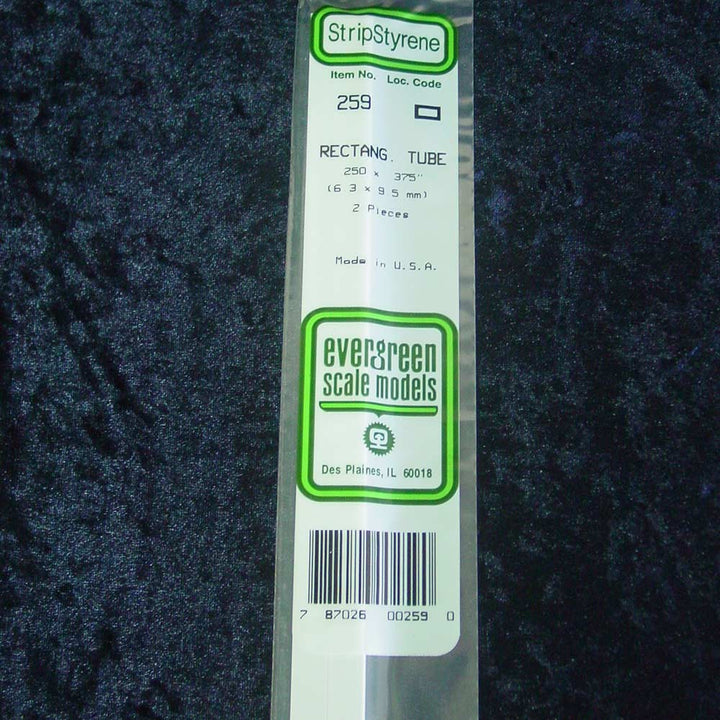 StripStyrene
Item No. Loc. Code
259
RECTANG. TUBE
250 x 375"
(6.3 x 9.5 mm)
2 Pieces
Made in U.S.A.
evergreen
scale models
Des Plaines, IL 60018
7 87026 00259 0